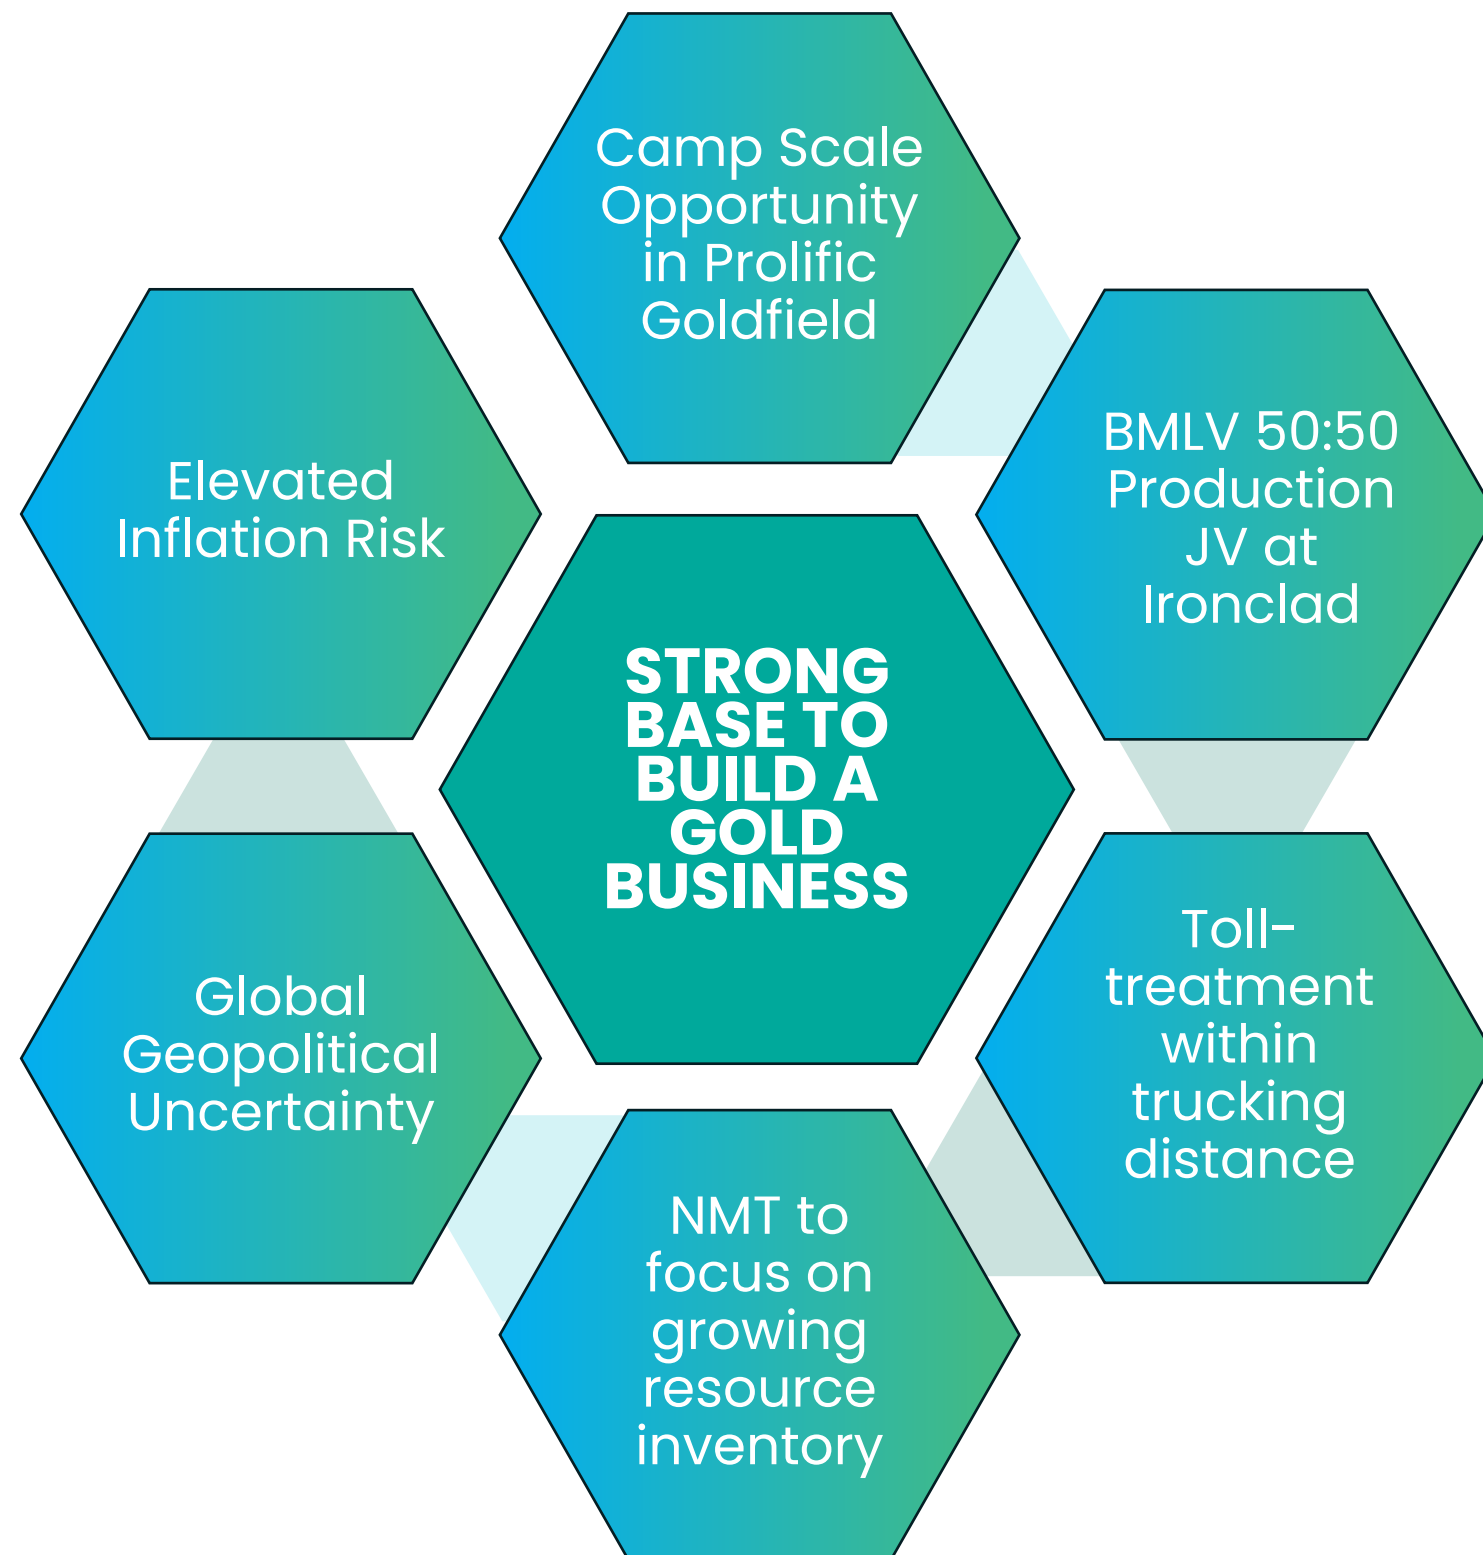 Camp Scale
Opportunity
in Prolific
Goldfield
BMLV 50:50
Production
JV at
Ironclad
Toll-
treatment
within
trucking
distance
NMT to
focus on
growing
resource
inventory
Global
Geopolitical
Uncertainty
Elevated
Inflation Risk
STRONG
BASE TO
BUILD A
GOLD
BUSINESS